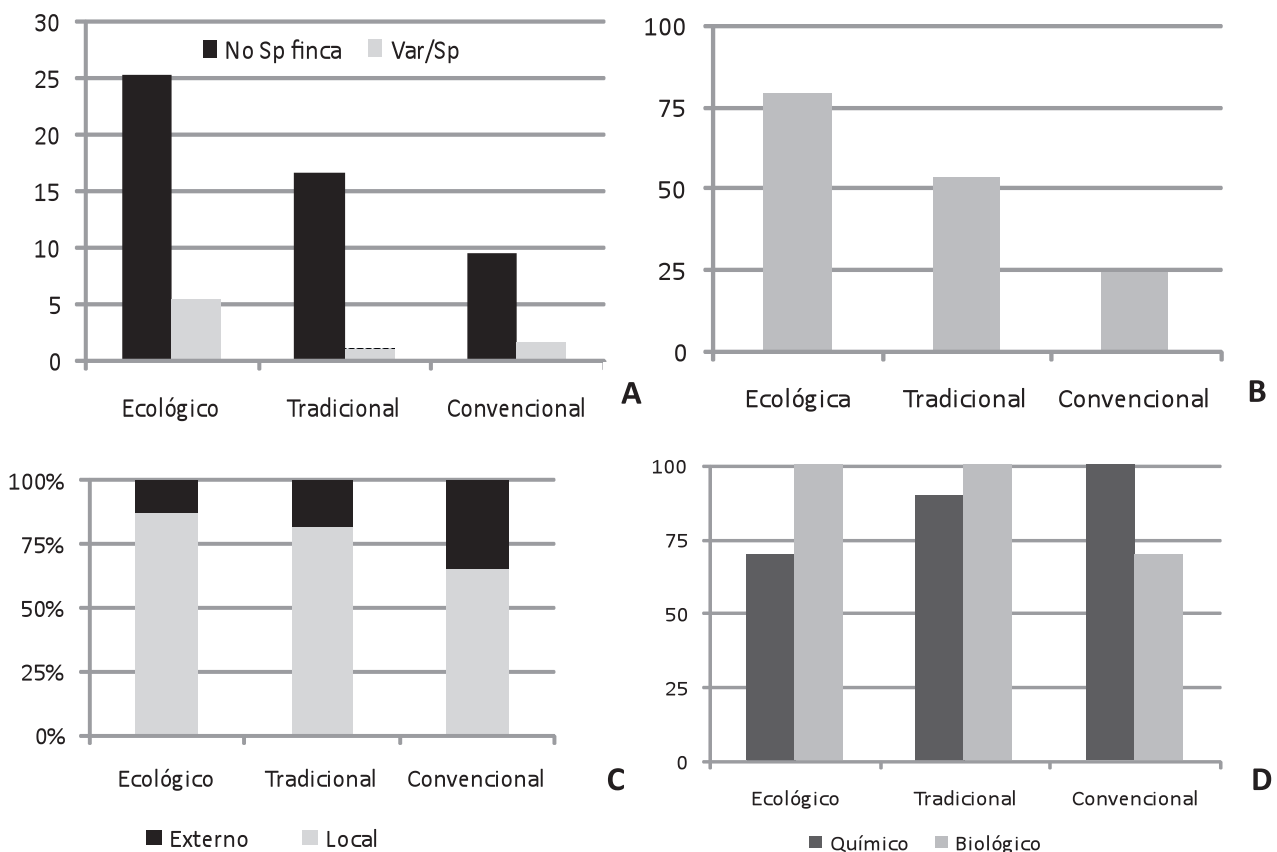 30
25
20
15
10
5
0
No Sp finca
Var/Sp
Ecológico Tradicional Convencional
A
100
75
50
25
0
Ecológica Tradicional Convencional
B
100%
75%
50%
25%
0%
Ecológico Tradicional Convencional
C
Externo Local
100
75
50
25
0
Ecológico Tradicional Convencional
D
Químico Biológico